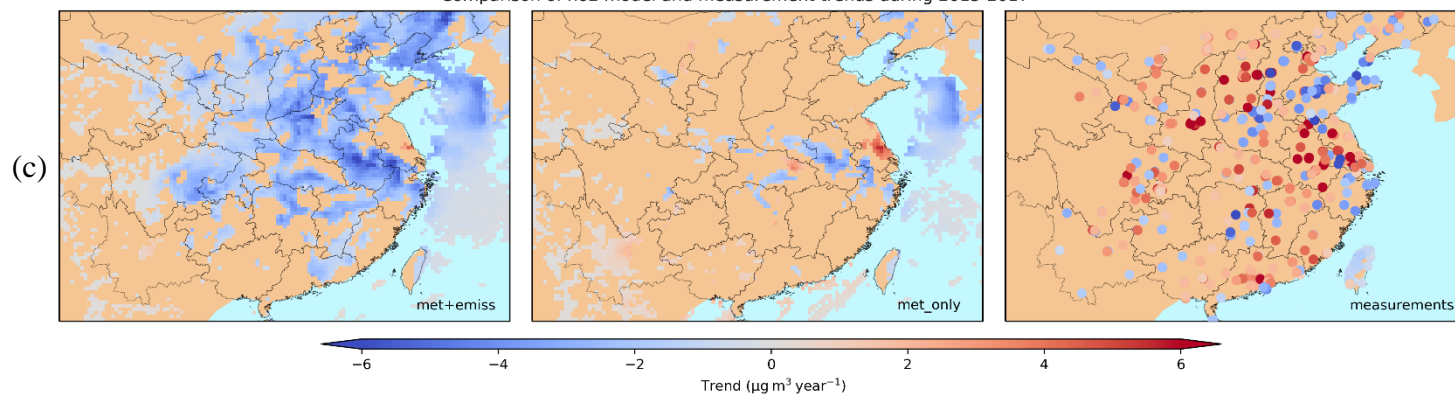 (c)
met+emiss
met_only
measurements
−6 −4 −2 0 2 4 6
Trend (μg m³ year⁻¹)